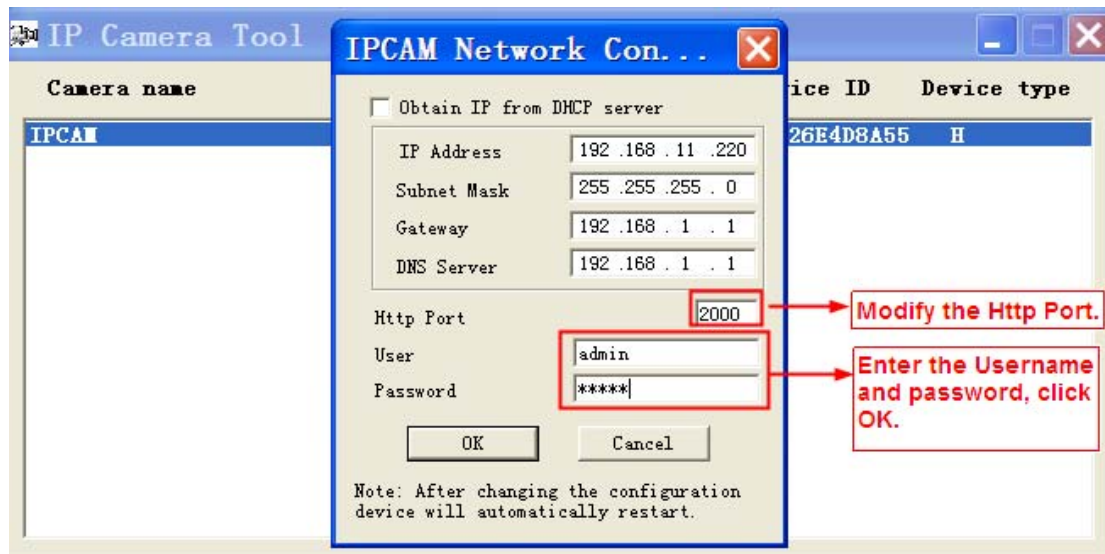 IP Camera Tool
IPCAM Network Con...
Camera name
ice ID Device type
IPCAM
26E4D8A55 H
Obtain IP from DHCP server
IP Address 192 .168 . 11 .220
Subnet Mask 255 .255 .255 . 0
Gateway 192 .168 . 1 . 1
DNS Server 192 .168 . 1 . 1
Http Port 2000
Modify the Http Port.
User admin
Password *****
Enter the Username
and password, click
OK.
OK Cancel
Note: After changing the configuration
device will automatically restart.